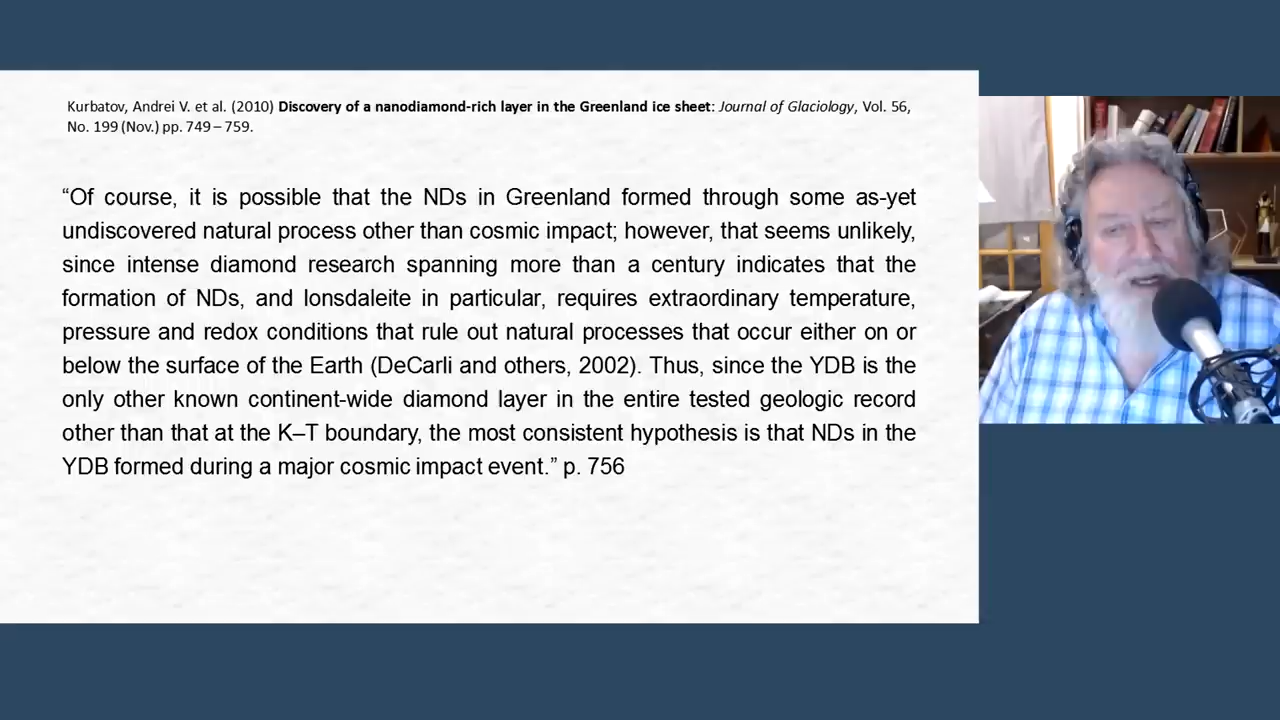 Kurbatov, Andrei V. et al. (2010) Discovery of a nanodiamond-rich layer in the Greenland ice sheet: Journal of Glaciology, Vol. 56,
No. 199 (Nov.) pp. 749 – 759.
“Of course, it is possible that the NDs in Greenland formed through some as-yet
undiscovered natural process other than cosmic impact; however, that seems unlikely,
since intense diamond research spanning more than a century indicates that the
formation of NDs, and lonsdaleite in particular, requires extraordinary temperature,
pressure and redox conditions that rule out natural processes that occur either on or
below the surface of the Earth (DeCarli and others, 2002). Thus, since the YDB is the
only other known continent-wide diamond layer in the entire tested geologic record
other than that at the K–T boundary, the most consistent hypothesis is that NDs in the
YDB formed during a major cosmic impact event.” p. 756